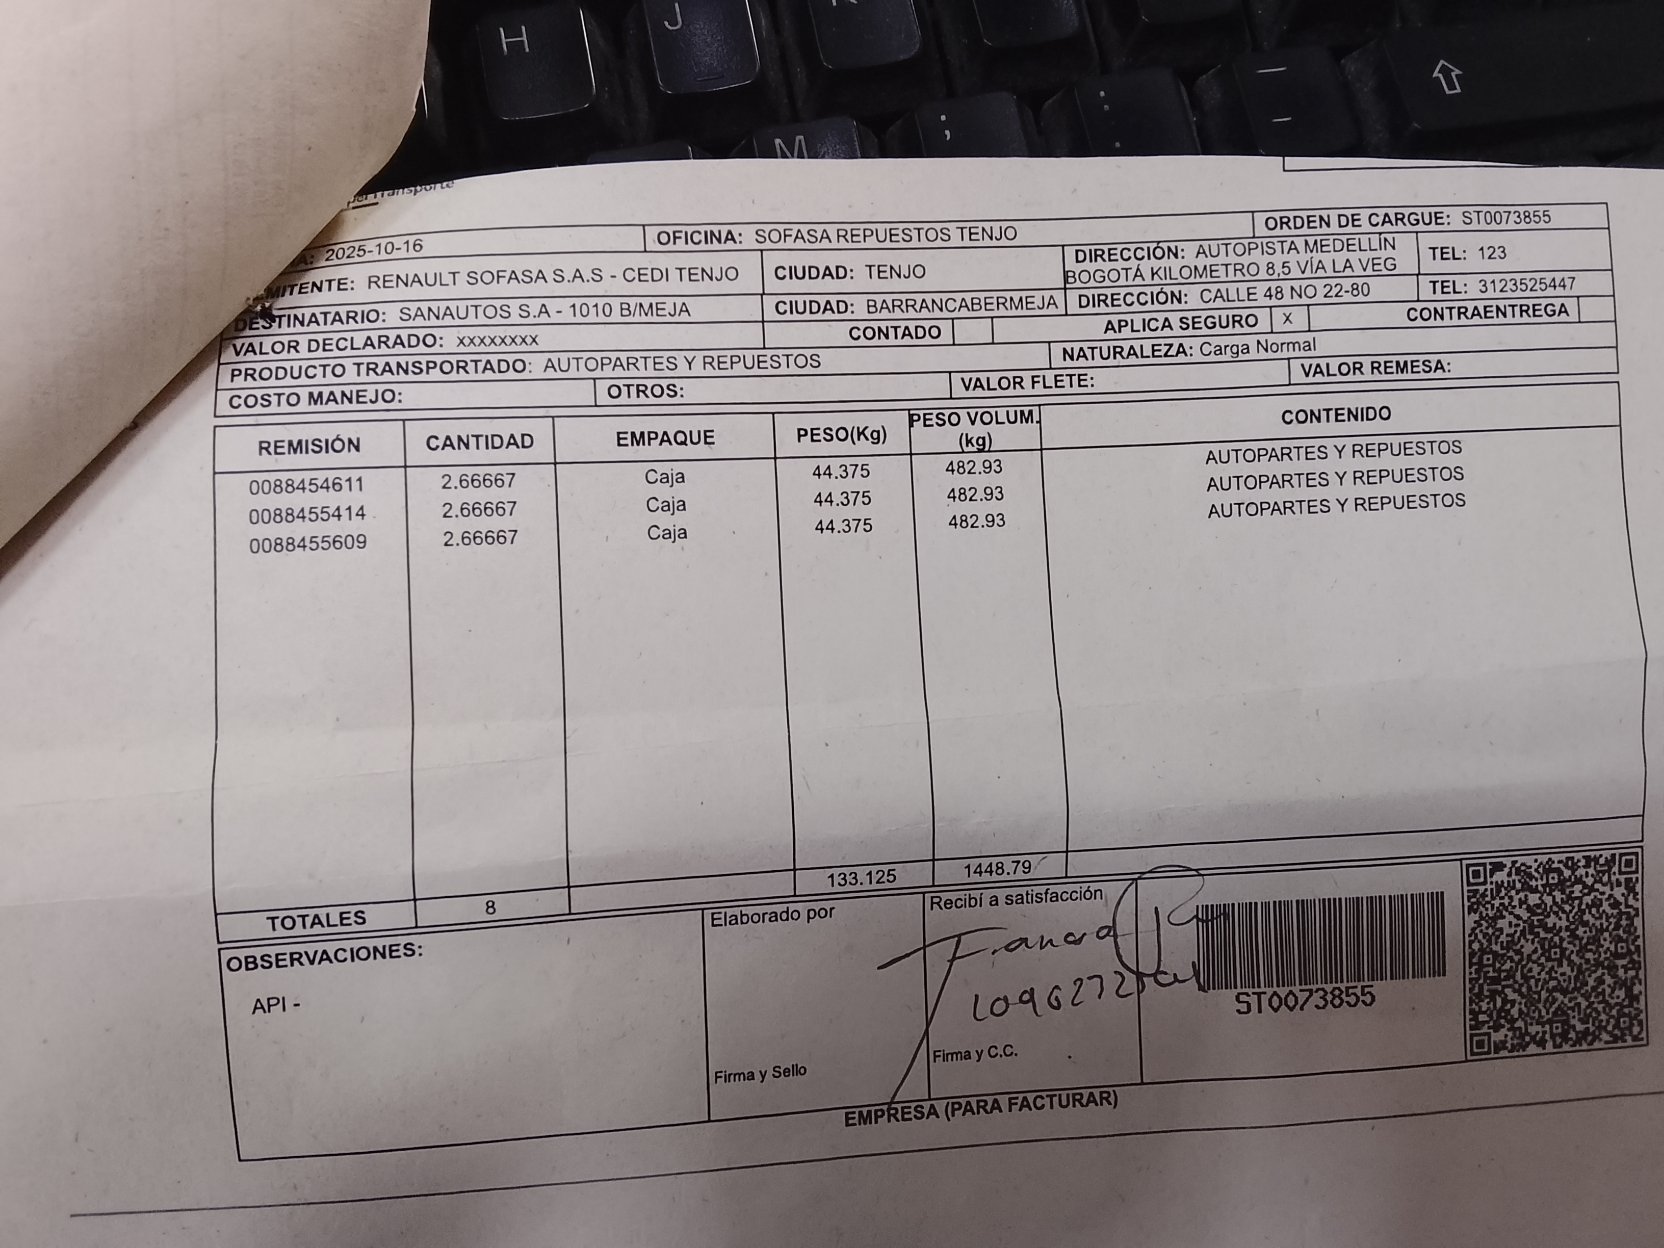 Transporte
2025-10-16 OFICINA: SOFASA REPUESTOS TENJO ORDEN DE CARGUE: ST0073855
MITENTE: RENAULT SOFASA S.A.S - CEDI TENJO CIUDAD: TENJO DIRECCIÓN: AUTOPISTA MEDELLÍN BOGOTÁ KILOMETRO 8,5 VÍA LA VEG TEL: 123
DESTINATARIO: SANAUTOS S.A - 1010 B/MEJA CIUDAD: BARRANCABERMEJA DIRECCIÓN: CALLE 48 NO 22-80 TEL: 3123525447
VALOR DECLARADO: xxxxxxxx CONTADO APLICA SEGURO X CONTRAENTREGA
PRODUCTO TRANSPORTADO: AUTOPARTES Y REPUESTOS NATURALEZA: Carga Normal
COSTO MANEJO: OTROS: VALOR FLETE: VALOR REMESA:
REMISIÓN CANTIDAD EMPAQUE PESO(Kg) PESO VOLUM. (kg) CONTENIDO
0088454611 2.66667 Caja 44.375 482.93 AUTOPARTES Y REPUESTOS
0088455414 2.66667 Caja 44.375 482.93 AUTOPARTES Y REPUESTOS
0088455609 2.66667 Caja 44.375 482.93 AUTOPARTES Y REPUESTOS
TOTALES 8 133.125 1448.79
OBSERVACIONES: Elaborado por Recibí a satisfacción
API -
ST0073855
Firma y Sello Firma y C.C.
EMPRESA (PARA FACTURAR)
H
J
M
;
: